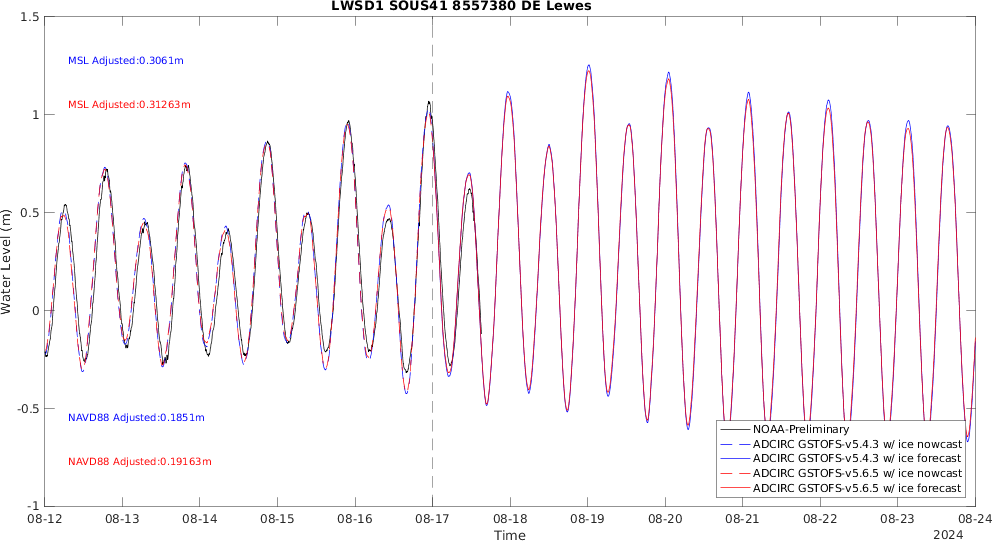 LWSD1 SOUS41 8557380 DE Lewes
1.5
1
0.5
0
-0.5
-1
Water Level (m)
MSL Adjusted:0.3061m
MSL Adjusted:0.31263m
NAVD88 Adjusted:0.1851m
NAVD88 Adjusted:0.19163m
NOAA-Preliminary
ADCIRC GSTOFS-v5.4.3 w/ ice nowcast
ADCIRC GSTOFS-v5.4.3 w/ ice forecast
ADCIRC GSTOFS-v5.6.5 w/ ice nowcast
ADCIRC GSTOFS-v5.6.5 w/ ice forecast
08-12 08-13 08-14 08-15 08-16 08-17 08-18 08-19 08-20 08-21 08-22 08-23 08-24
Time
2024